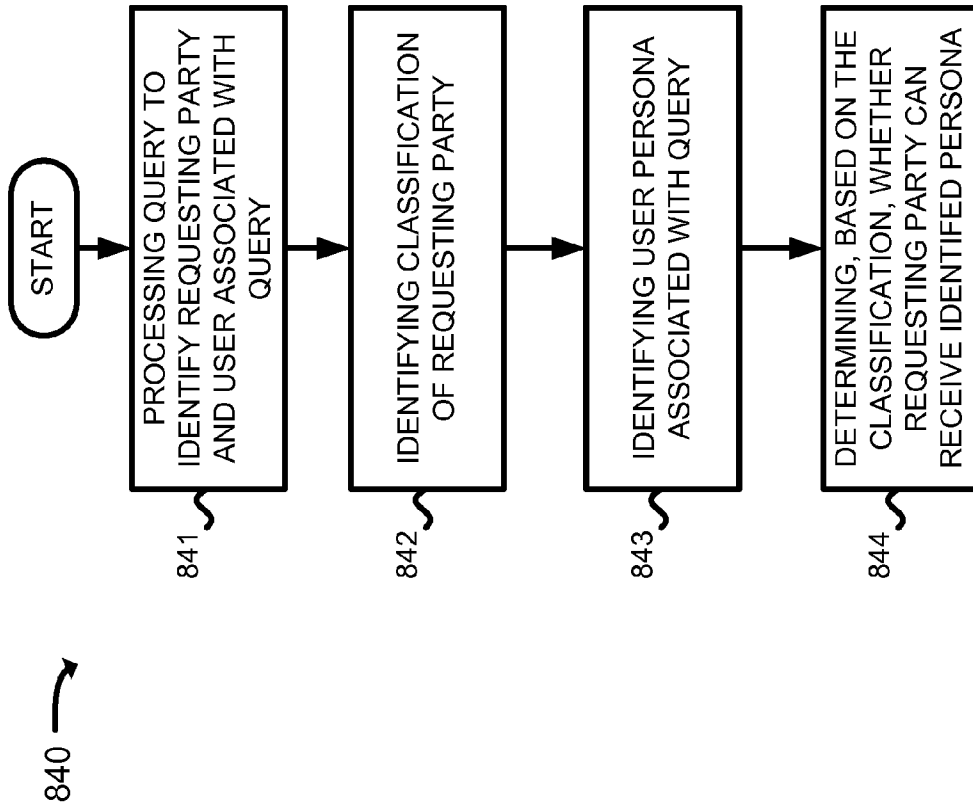 840
START
841
PROCESSING QUERY TO
IDENTIFY REQUESTING PARTY
AND USER ASSOCIATED WITH
QUERY
842
IDENTIFYING CLASSIFICATION
OF REQUESTING PARTY
843
IDENTIFYING USER PERSONA
ASSOCIATED WITH QUERY
844
DETERMINING, BASED ON THE
CLASSIFICATION, WHETHER
REQUESTING PARTY CAN
RECEIVE IDENTIFIED PERSONA